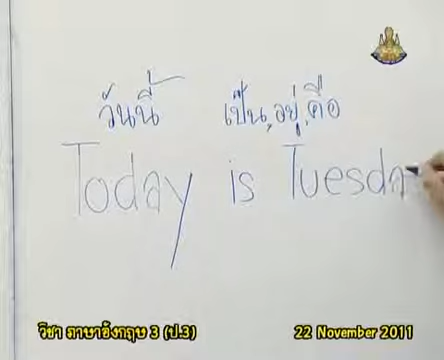 วันนี้ เป็น, อยู่, คือ
Today is Tuesda
วิชา ภาษาอังกฤษ 3 (ป.3) 22 November 2011